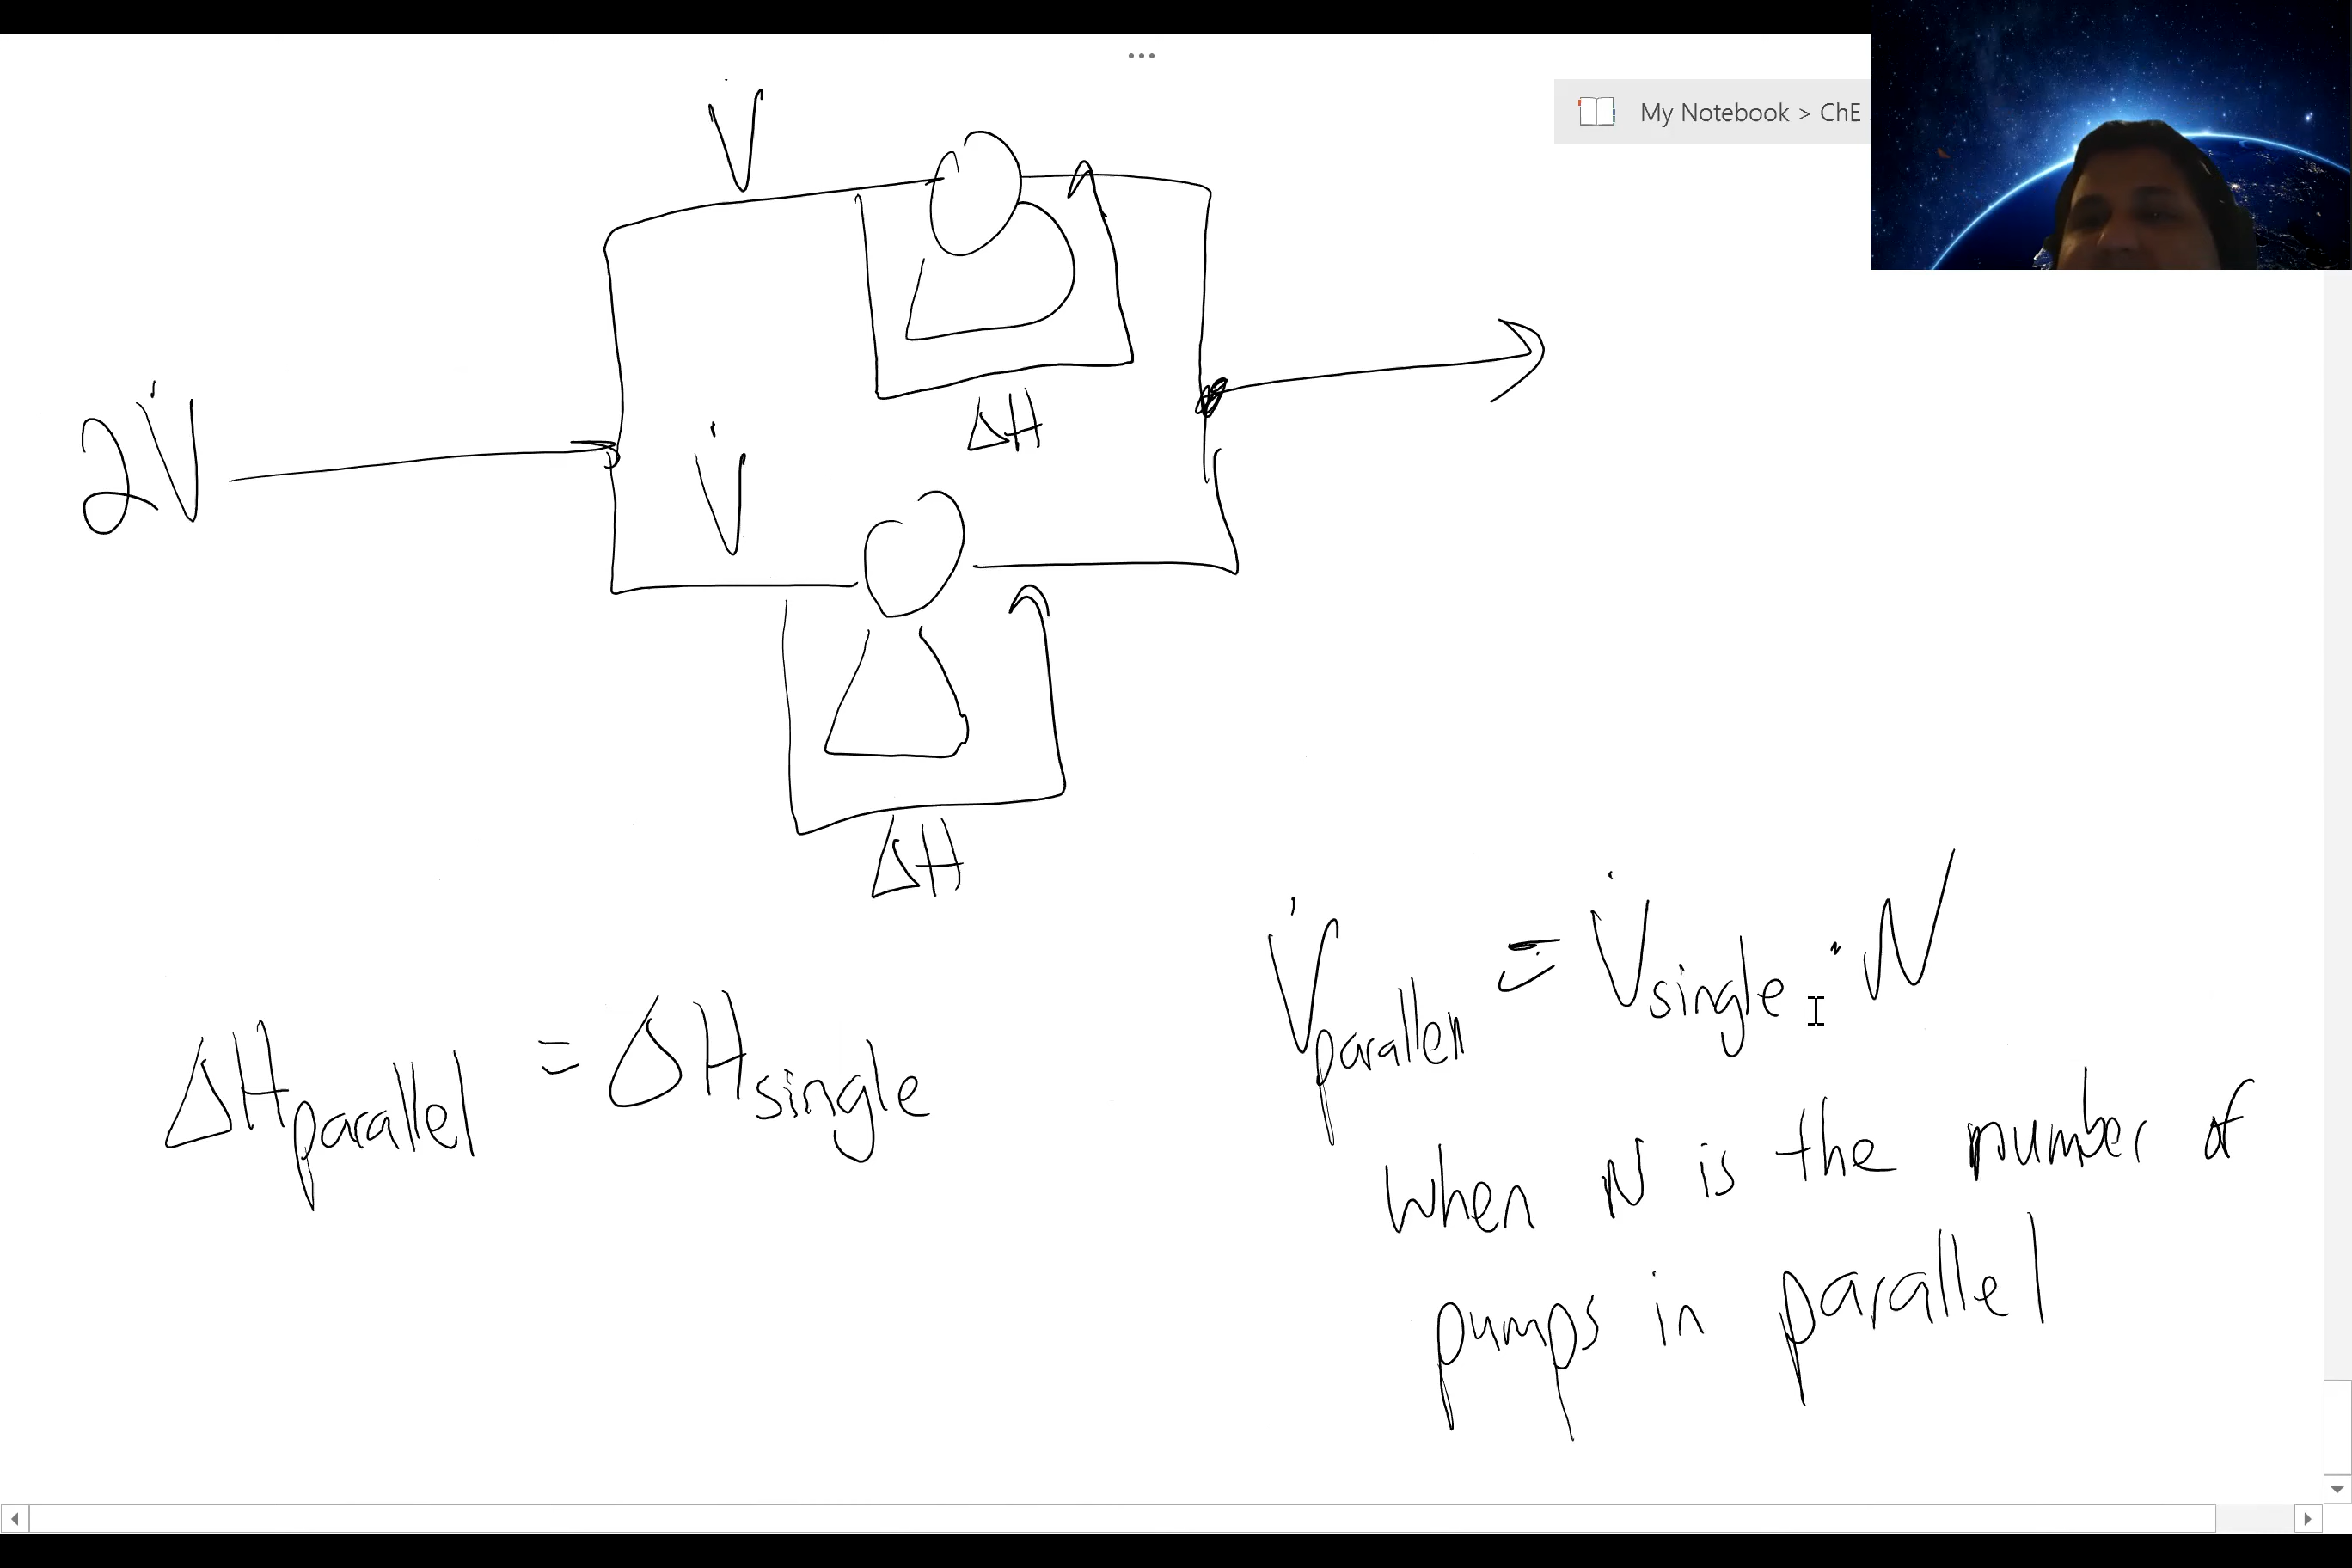 My Notebook > ChE
V̇
2V̇
ΔH
V̇
ΔH
ΔHparallel = ΔHsingle
V̇parallel = V̇single · N
when N is the number of
pumps in parallel